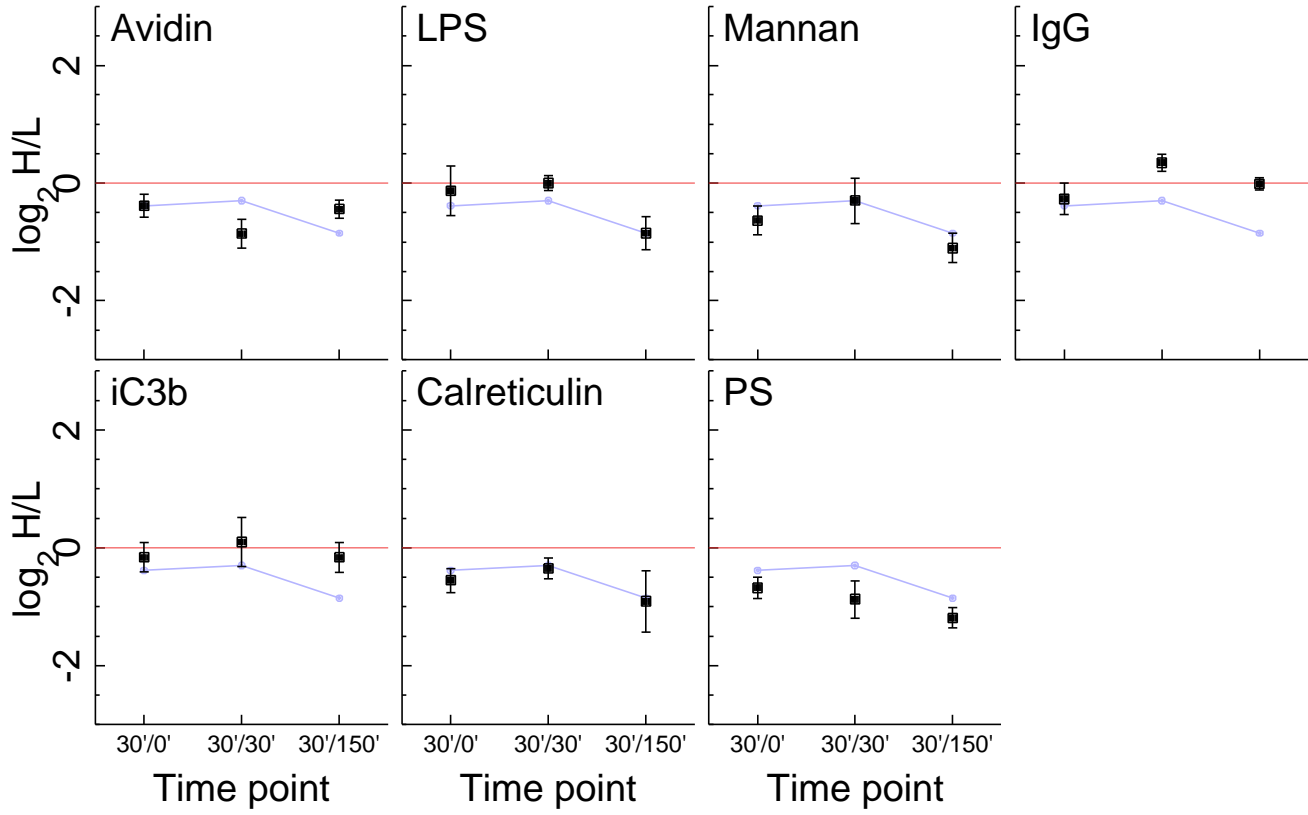 Avidin
LPS
Mannan
IgG
2
0
-2
log2 H/L
iC3b
Calreticulin
PS
2
0
-2
log2 H/L
30'/0' 30'/30' 30'/150'
30'/0' 30'/30' 30'/150'
30'/0' 30'/30' 30'/150'
Time point
Time point
Time point